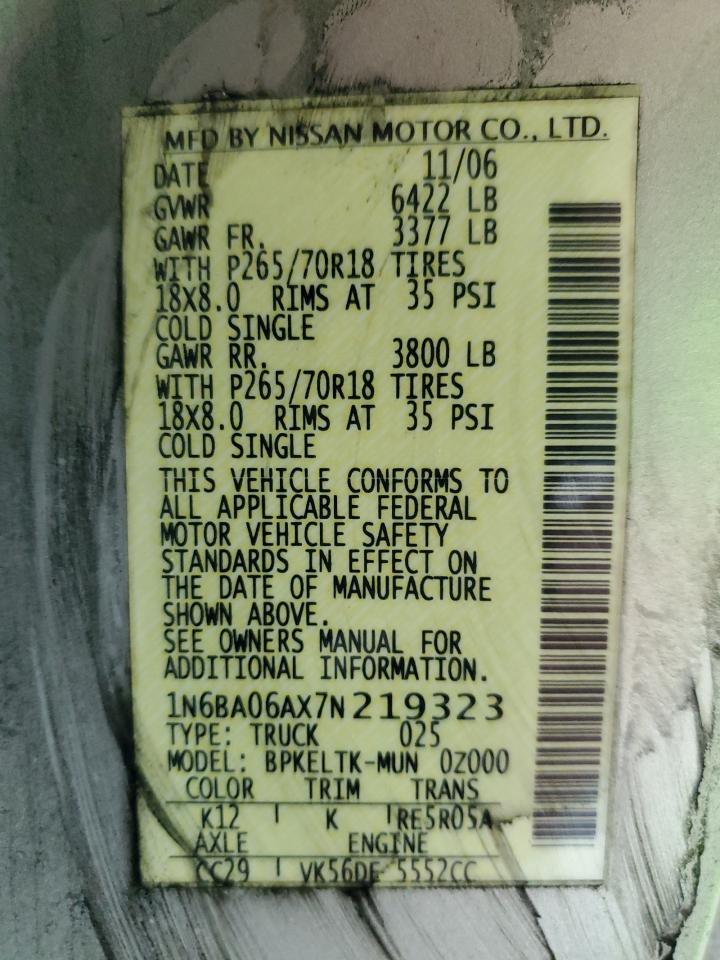 MFD BY NISSAN MOTOR CO., LTD.
DATE 11/06
GVWR 6422 LB
GAWR FR. 3377 LB
WITH P265/70R18 TIRES
18X8.0 RIMS AT 35 PSI
COLD SINGLE
GAWR RR. 3800 LB
WITH P265/70R18 TIRES
18X8.0 RIMS AT 35 PSI
COLD SINGLE
THIS VEHICLE CONFORMS TO
ALL APPLICABLE FEDERAL
MOTOR VEHICLE SAFETY
STANDARDS IN EFFECT ON
THE DATE OF MANUFACTURE
SHOWN ABOVE.
SEE OWNERS MANUAL FOR
ADDITIONAL INFORMATION.
1N6BA06AX7N219323
TYPE: TRUCK 025
MODEL: BPKELTK-MUN 0Z000
COLOR TRIM TRANS
K12 K RE5R05A
AXLE ENGINE
CC29 VK56DE 5552CC